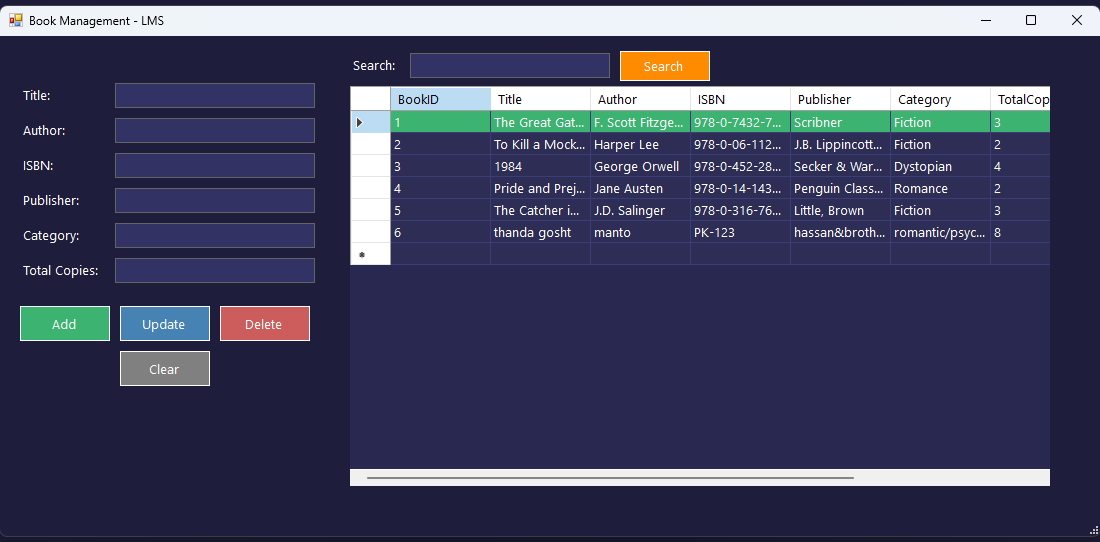 Book Management - LMS
Search: Search
Title:
Author:
ISBN:
Publisher:
Category:
Total Copies:
Add Update Delete
Clear
BookID Title Author ISBN Publisher Category TotalCop
1 The Great Gat... F. Scott Fitzge... 978-0-7432-7... Scribner Fiction 3
2 To Kill a Mock... Harper Lee 978-0-06-112... J.B. Lippincott... Fiction 2
3 1984 George Orwell 978-0-452-28... Secker & War... Dystopian 4
4 Pride and Prej... Jane Austen 978-0-14-143... Penguin Class... Romance 2
5 The Catcher i... J.D. Salinger 978-0-316-76... Little, Brown Fiction 3
6 thanda gosht manto PK-123 hassan&broth... romantic/psyc... 8